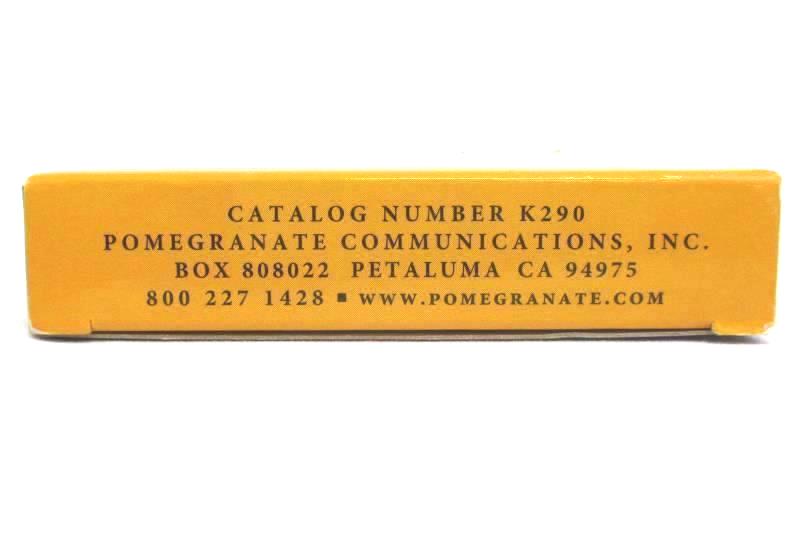 CATALOG NUMBER K290
POMEGRANATE COMMUNICATIONS, INC.
BOX 808022 PETALUMA CA 94975
800 227 1428 ■ WWW.POMEGRANATE.COM